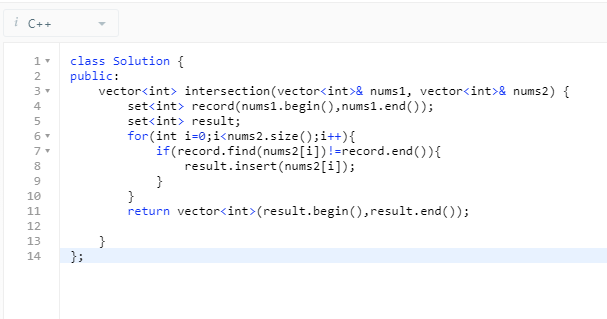 i C++
1 class Solution {
2 public:
3 vector<int> intersection(vector<int>& nums1, vector<int>& nums2) {
4 set<int> record(nums1.begin(),nums1.end());
5 set<int> result;
6 for(int i=0;i<nums2.size();i++){
7 if(record.find(nums2[i])!=record.end()){
8 result.insert(nums2[i]);
9 }
10 }
11 return vector<int>(result.begin(),result.end());
12
13 }
14 };